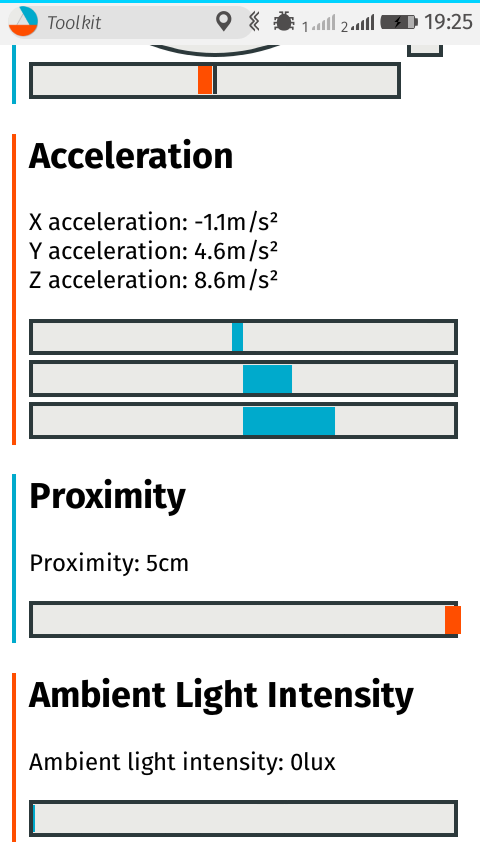 Toolkit
1 2 19:25
Acceleration
X acceleration: -1.1m/s²
Y acceleration: 4.6m/s²
Z acceleration: 8.6m/s²
Proximity
Proximity: 5cm
Ambient Light Intensity
Ambient light intensity: 0lux